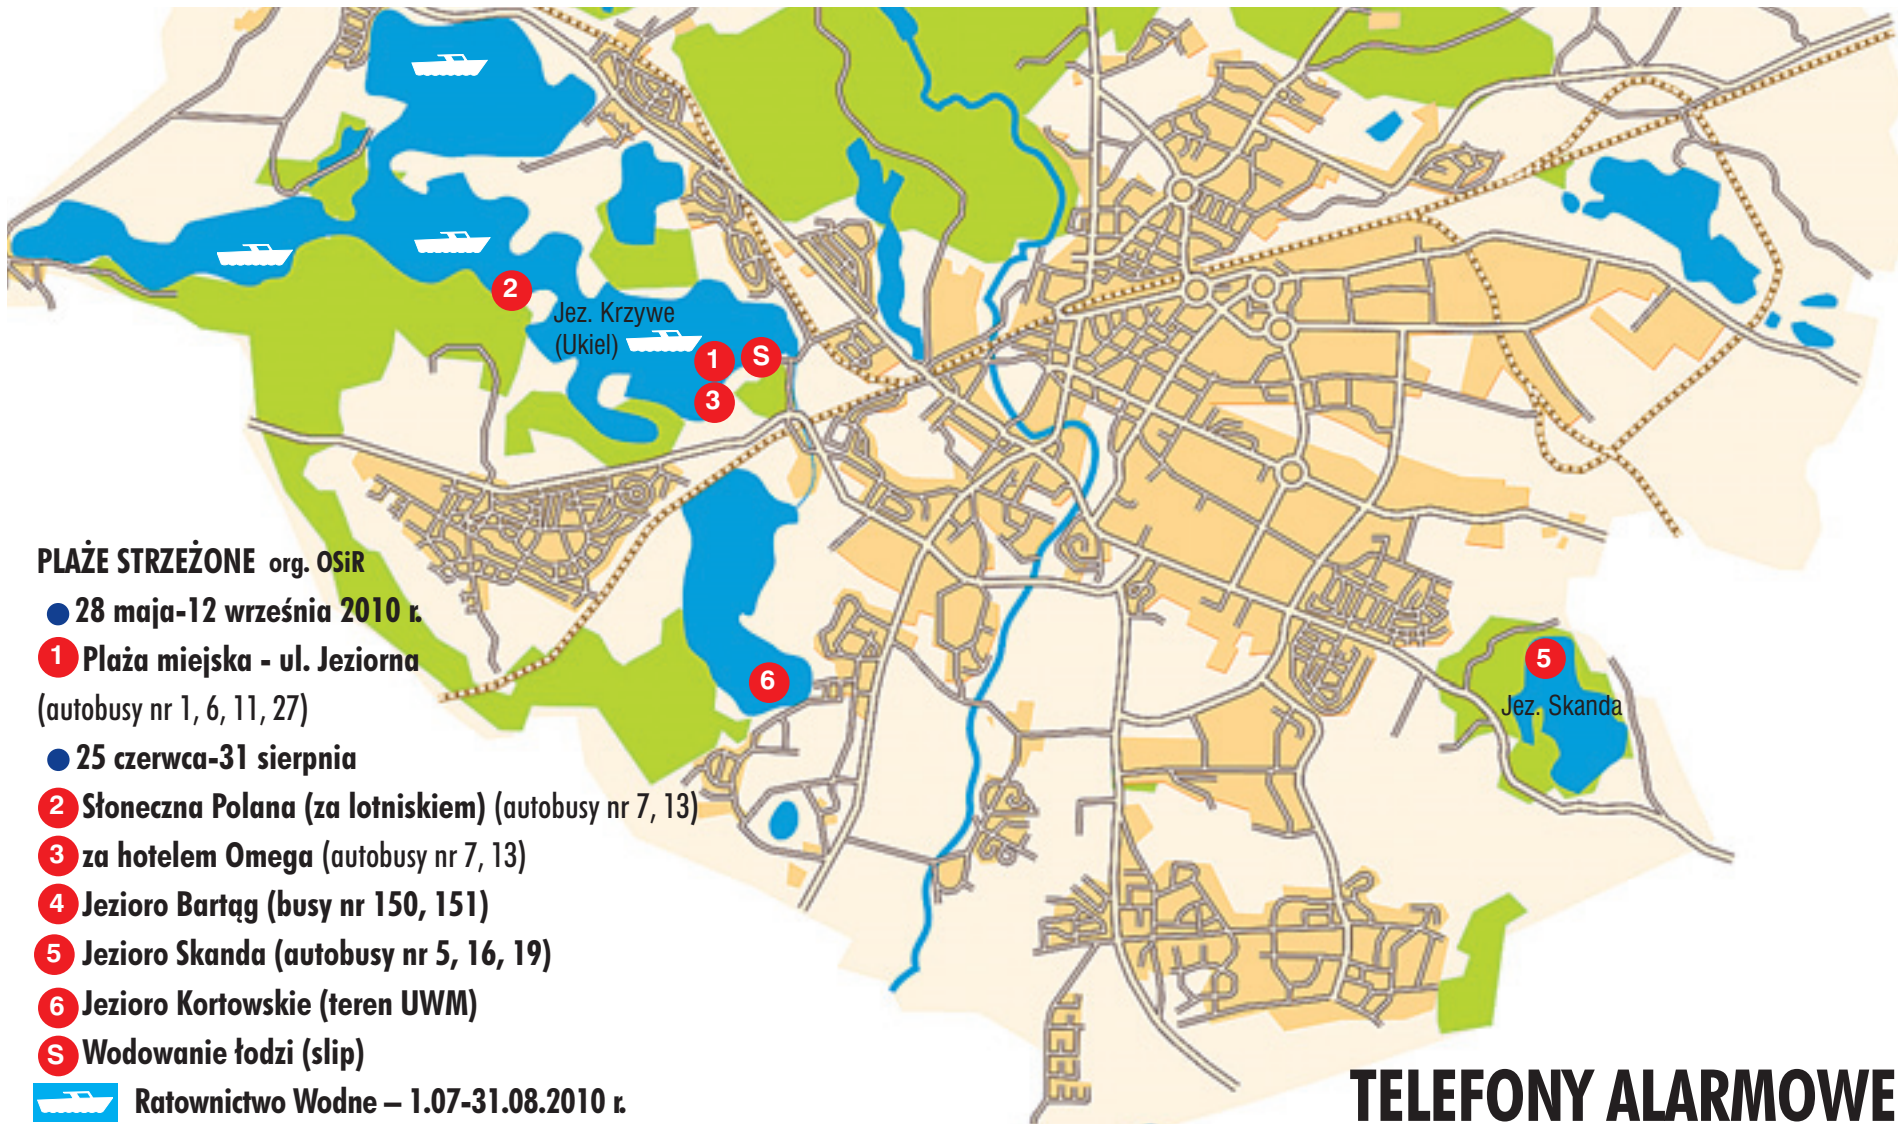 2
Jez. Krzywe
(Ukiel)
1
S
3
PLAŻE STRZEŻONE org. OSiR
28 maja-12 września 2010 r.
1 Plaża miejska - ul. Jeziorna
(autobusy nr 1, 6, 11, 27)
25 czerwca-31 sierpnia
2 Słoneczna Polana (za lotniskiem) (autobusy nr 7, 13)
3 za hotelem Omega (autobusy nr 7, 13)
4 Jezioro Bartąg (busy nr 150, 151)
5 Jezioro Skanda (autobusy nr 5, 16, 19)
6 Jezioro Kortowskie (teren UWM)
S Wodowanie łodzi (slip)
Ratownictwo Wodne – 1.07-31.08.2010 r.
6
5
Jez. Skanda
TELEFONY ALARMOWE